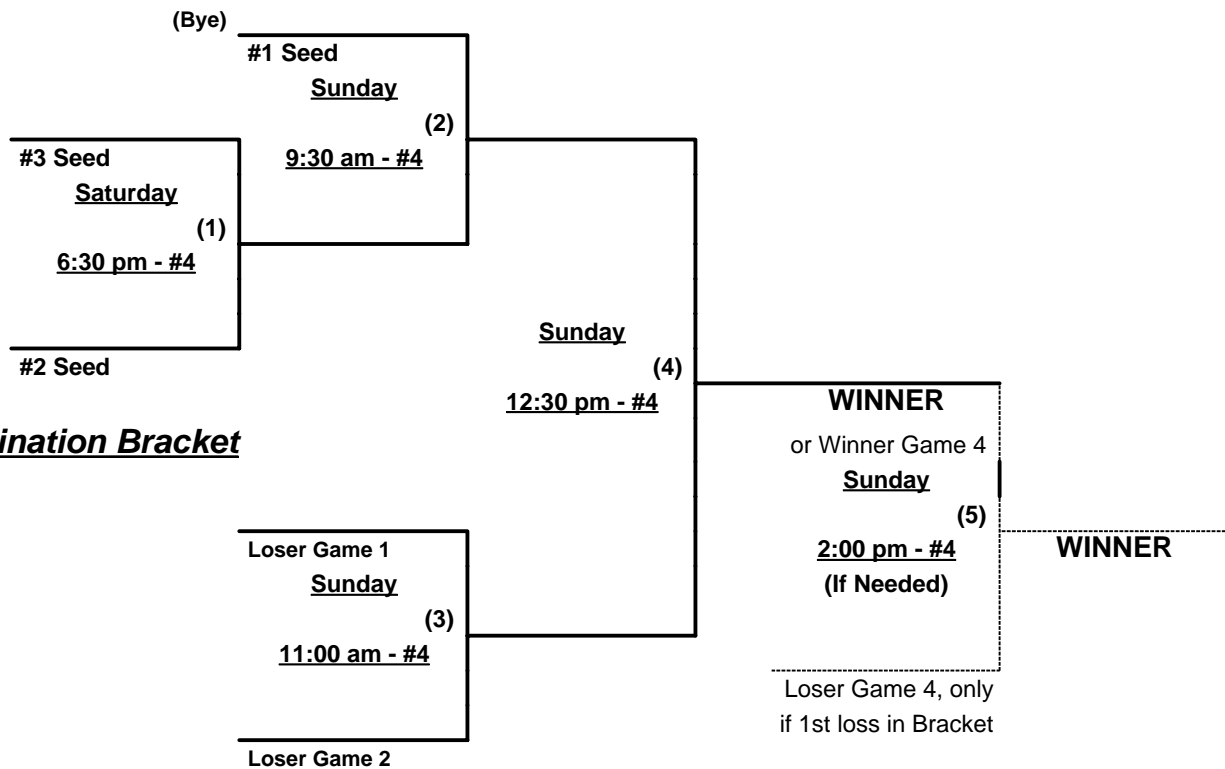 (Bye)
#1 Seed
Sunday
(2)
9:30 am - #4
#3 Seed
Saturday
(1)
6:30 pm - #4
#2 Seed
Sunday
(4)
12:30 pm - #4
WINNER
or Winner Game 4
Sunday
(5)
2:00 pm - #4
(If Needed)
WINNER
Loser Game 4, only
if 1st loss in Bracket
ination Bracket
Loser Game 1
Sunday
(3)
11:00 am - #4
Loser Game 2